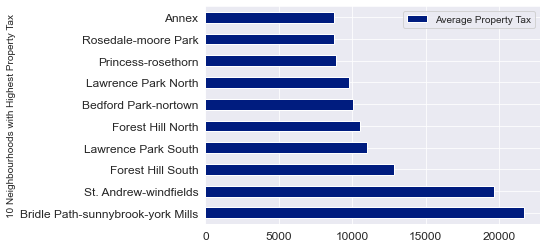 10 Neighbourhoods with Highest Property Tax
Annex
Rosedale-moore Park
Princess-rosethorn
Lawrence Park North
Bedford Park-nortown
Forest Hill North
Lawrence Park South
Forest Hill South
St. Andrew-windfields
Bridle Path-sunnybrook-york Mills
Average Property Tax
0 5000 10000 15000 20000